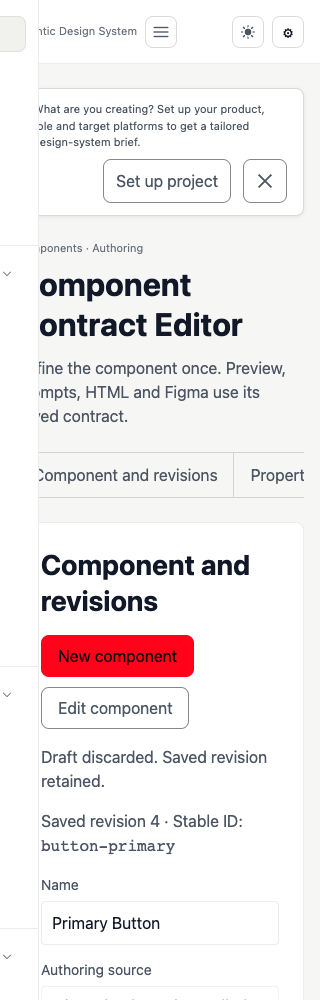 ntic Design System
What are you creating? Set up your product,
ole and target platforms to get a tailored
esign-system brief.
Set up project
ponents · Authoring
omponent
ontract Editor
fine the component once. Preview,
ompts, HTML and Figma use its
ved contract.
Component and revisions
Propert
Component and
revisions
New component
Edit component
Draft discarded. Saved revision
retained.
Saved revision 4 · Stable ID:
button-primary
Name
Primary Button
Authoring source